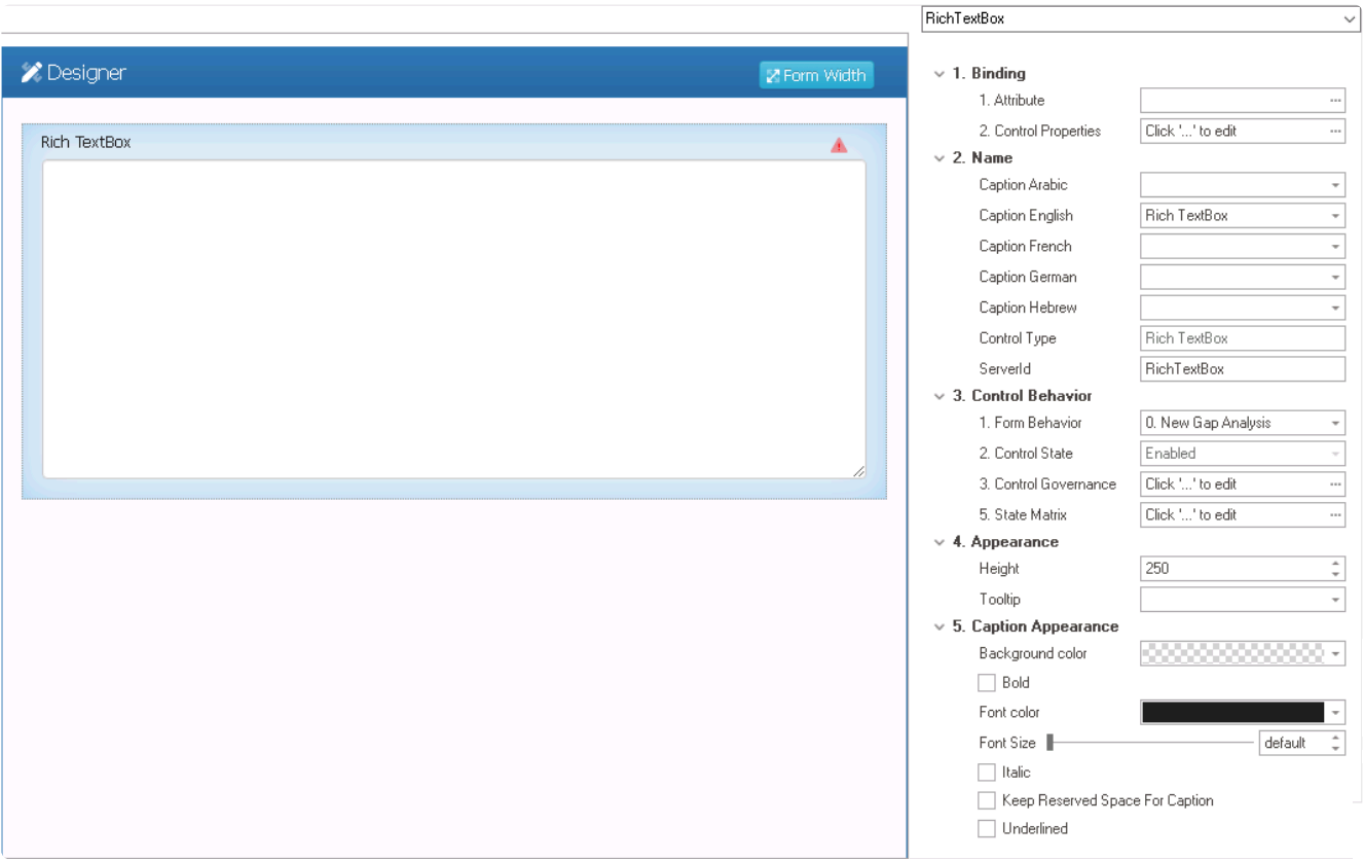 RichTextBox
Designer
Form Width
Rich TextBox
1. Binding
1. Attribute ...
2. Control Properties Click '...' to edit ...
2. Name
Caption Arabic
Caption English Rich TextBox
Caption French
Caption German
Caption Hebrew
Control Type Rich TextBox
ServerId RichTextBox
3. Control Behavior
1. Form Behavior 0. New Gap Analysis
2. Control State Enabled
3. Control Governance Click '...' to edit ...
5. State Matrix Click '...' to edit ...
4. Appearance
Height 250
Tooltip
5. Caption Appearance
Background color
Bold
Font color
Font Size default
Italic
Keep Reserved Space For Caption
Underlined